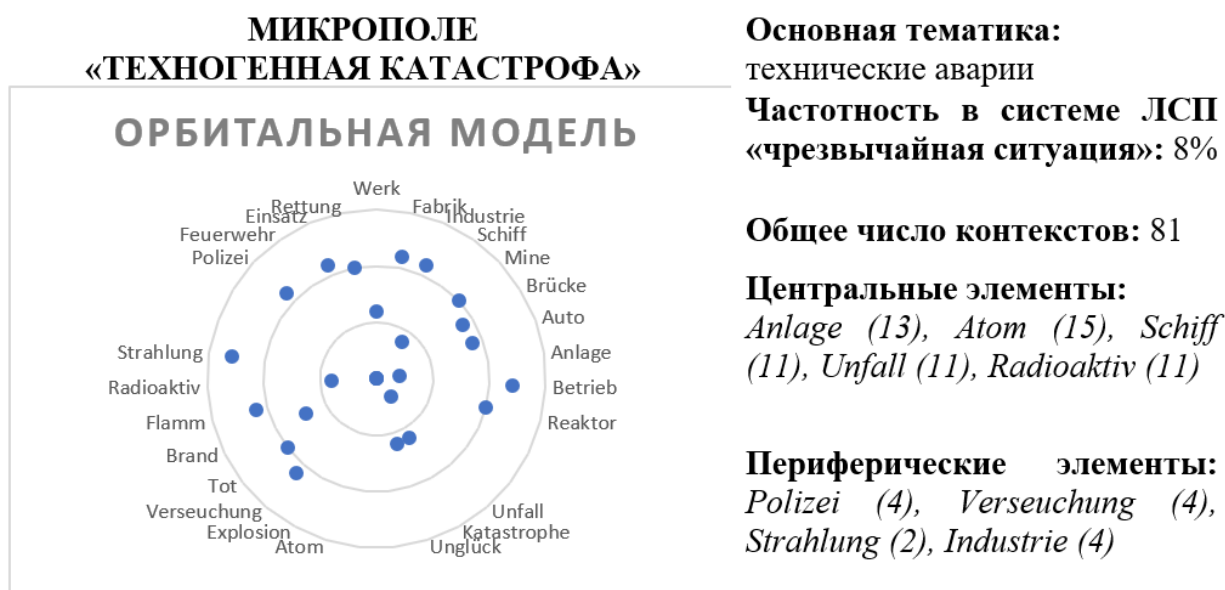 МИКРОПОЛЕ
«ТЕХНОГЕННАЯ КАТАСТРОФА»
ОРБИТАЛЬНАЯ МОДЕЛЬ
Werk
Fabrik
Industrie
Schiff
Mine
Brücke
Auto
Anlage
Betrieb
Reaktor
Unfall
Katastrophe
Unglück
Atom
Explosion
Verseuchung
Tot
Brand
Flamm
Radioaktiv
Strahlung
Polizei
Feuerwehr
Einsatz
Rettung
Основная тематика:
технические аварии
Частотность в системе ЛСП
«чрезвычайная ситуация»: 8%
Общее число контекстов: 81
Центральные элементы:
Anlage (13), Atom (15), Schiff
(11), Unfall (11), Radioaktiv (11)
Периферические элементы:
Polizei (4), Verseuchung (4),
Strahlung (2), Industrie (4)